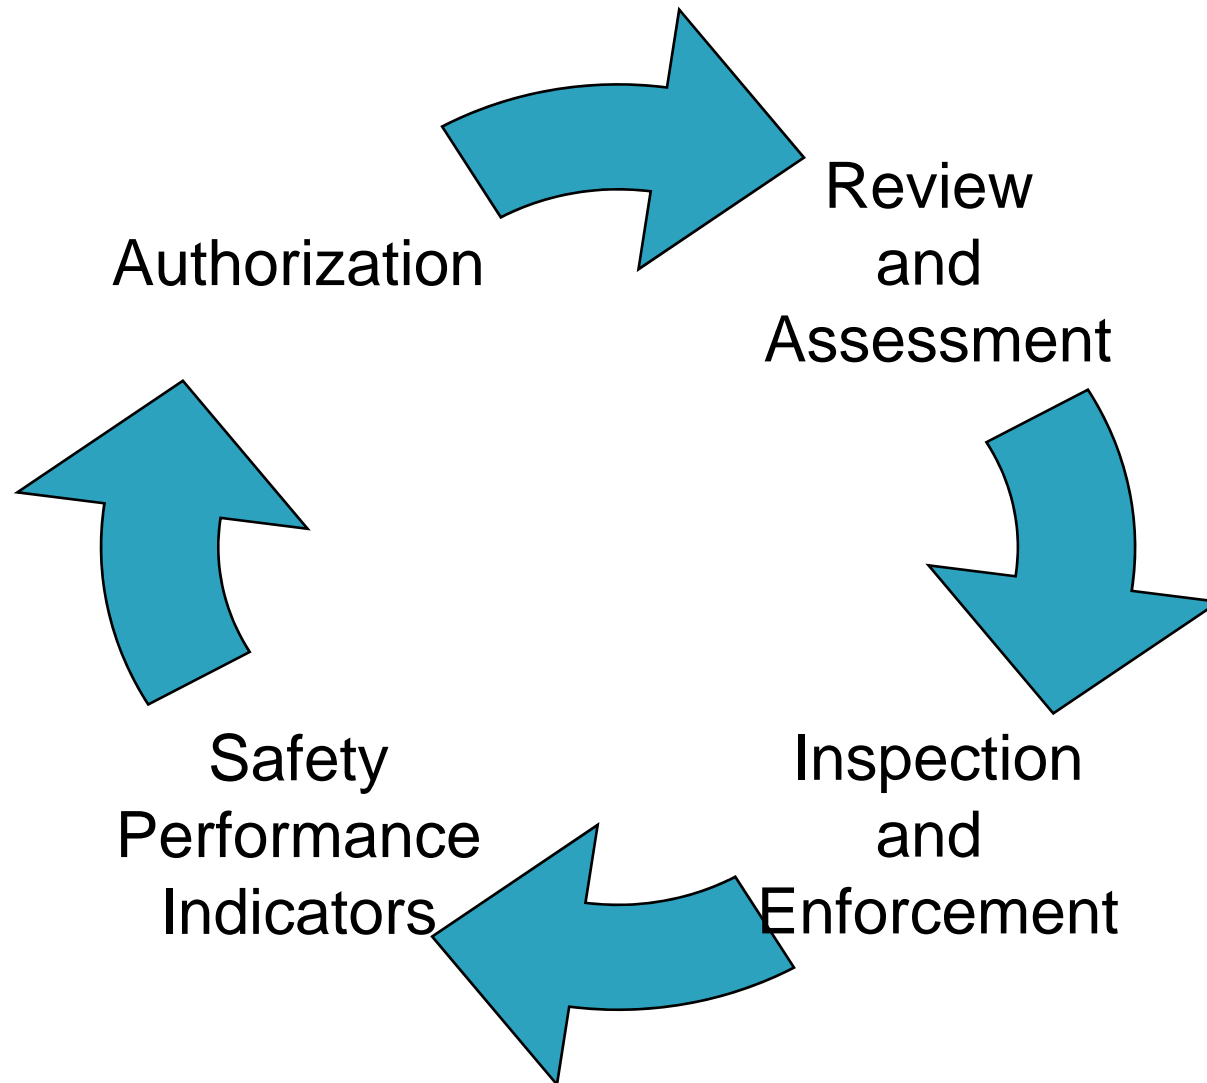 Authorization
Review
and
Assessment
Inspection
and
Enforcement
Safety
Performance
Indicators